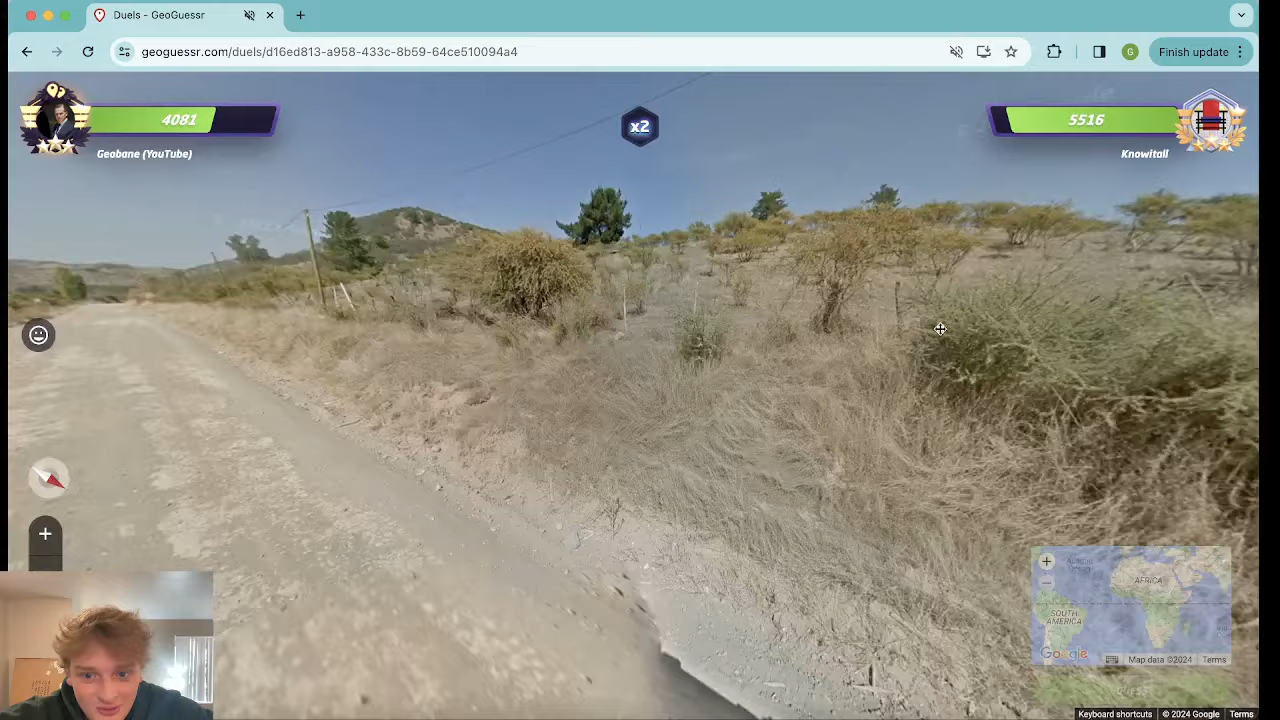 Duels - GeoGuessr
geoguessr.com/duels/d16ed813-a958-433c-8b59-64ce510094a4
G
Finish update
4081
x2
5516
Geobane (YouTube)
Knowitall
AFRICA
SOUTH
AMERICA
Google
Map data ©2024
Terms
Keyboard shortcuts
© 2024 Google
Terms